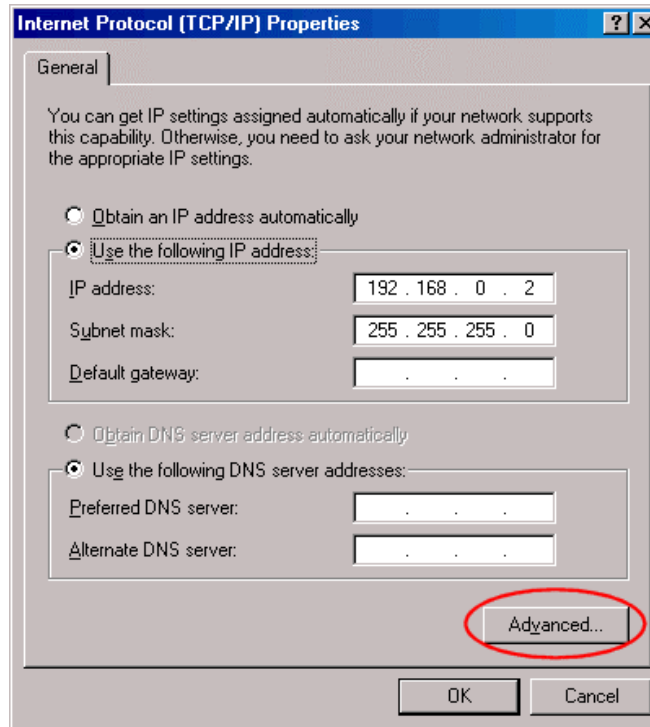 Internet Protocol (TCP/IP) Properties
General
You can get IP settings assigned automatically if your network supports
this capability. Otherwise, you need to ask your network administrator for
the appropriate IP settings.
Obtain an IP address automatically
Use the following IP address:
IP address: 192 . 168 . 0 . 2
Subnet mask: 255 . 255 . 255 . 0
Default gateway: . . .
Obtain DNS server address automatically
Use the following DNS server addresses:
Preferred DNS server: . . .
Alternate DNS server: . . .
Advanced...
OK Cancel